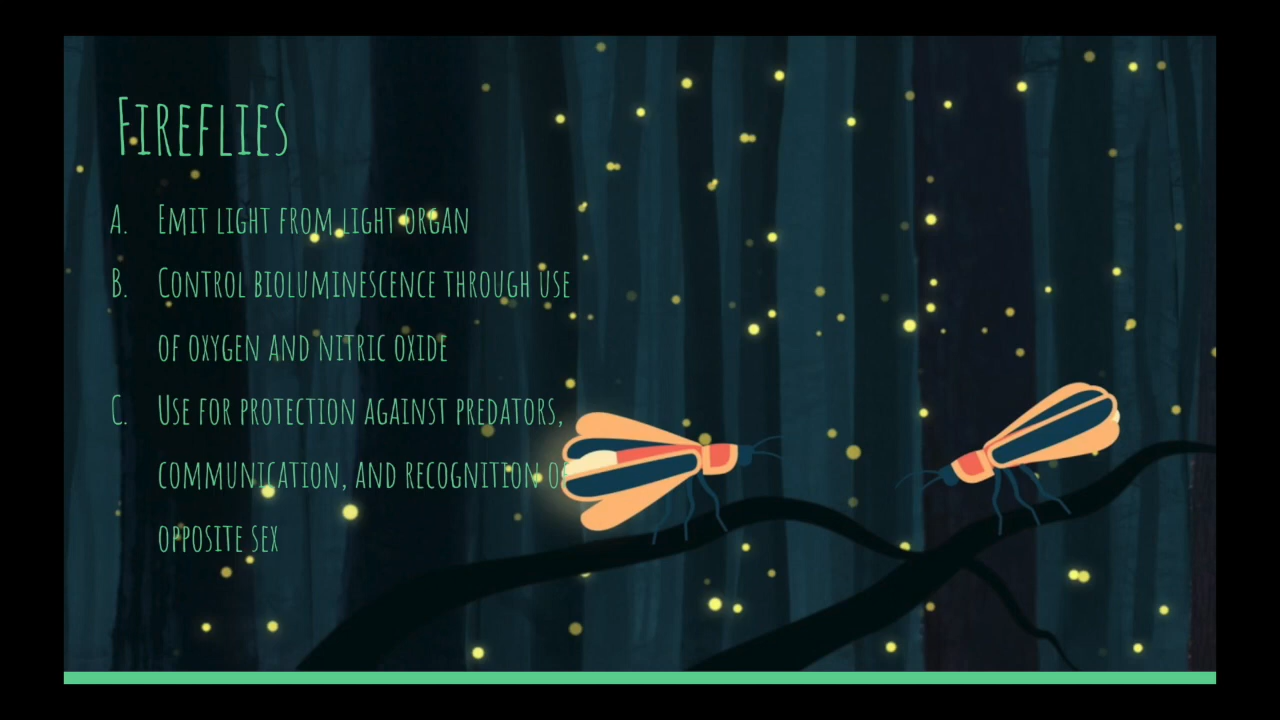 Fireflies
A. Emit light from light organ
B. Control bioluminescence through use
of oxygen and nitric oxide
C. Use for protection against predators,
communication, and recognition of
opposite sex